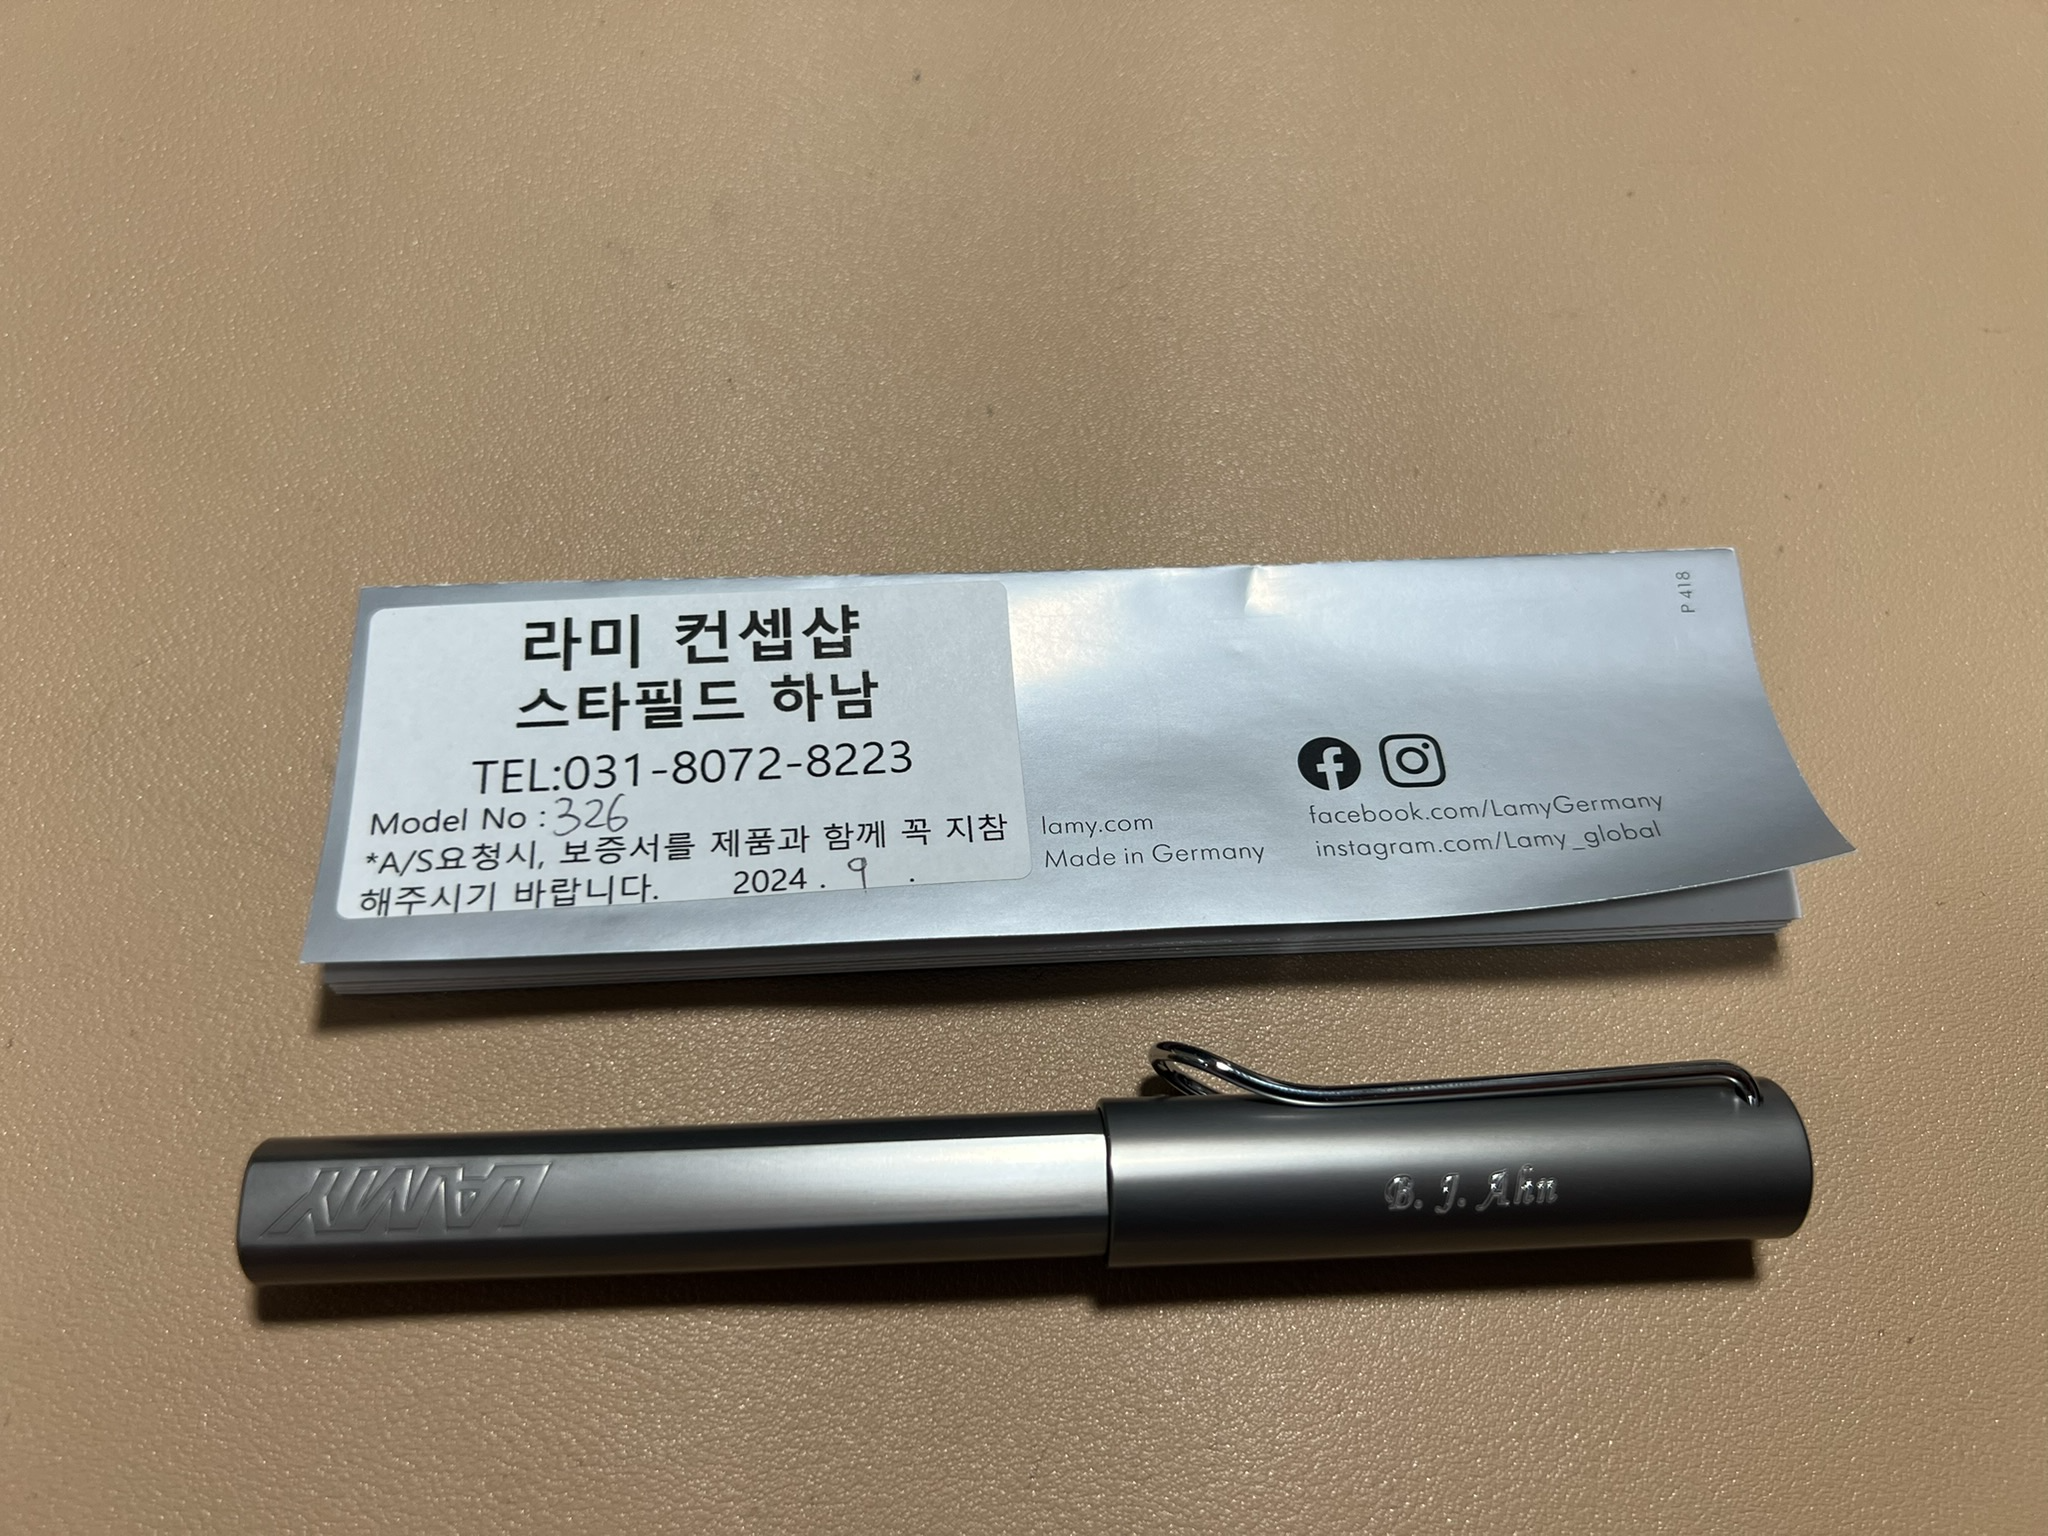 라미 컨셉샵
스타필드 하남
TEL:031-8072-8223
Model No : 326
*A/S요청시, 보증서를 제품과 함께 꼭 지참
해주시기 바랍니다. 2024 . 9 .
lamy.com
Made in Germany
facebook.com/LamyGermany
instagram.com/Lamy_global
P 418
LAMY
B. J. Ahn